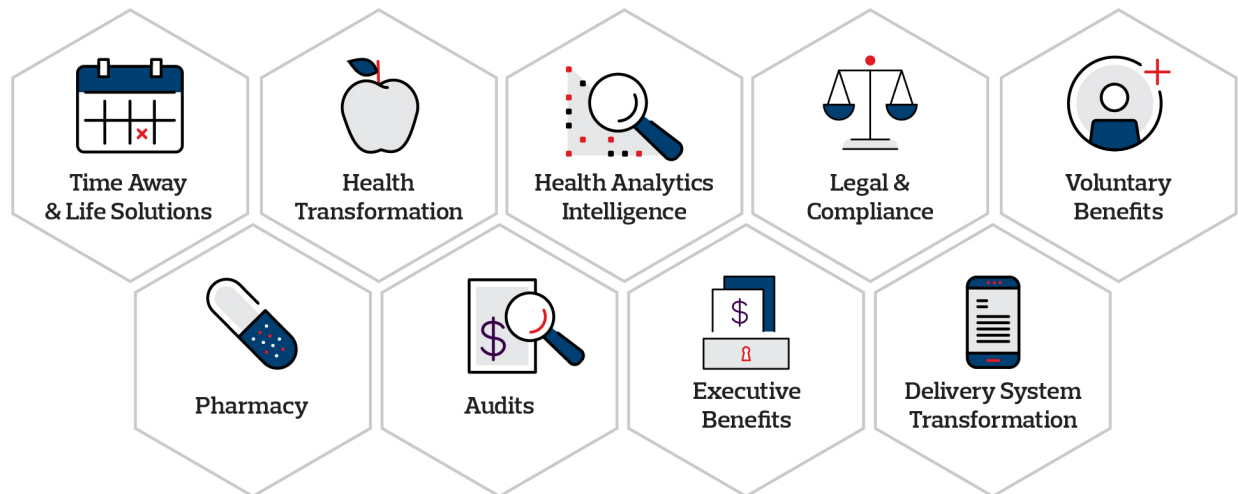 Time Away
& Life Solutions
Health
Transformation
Health Analytics
Intelligence
Legal &
Compliance
Voluntary
Benefits
Pharmacy
$
Audits
$
Executive
Benefits
Delivery System
Transformation